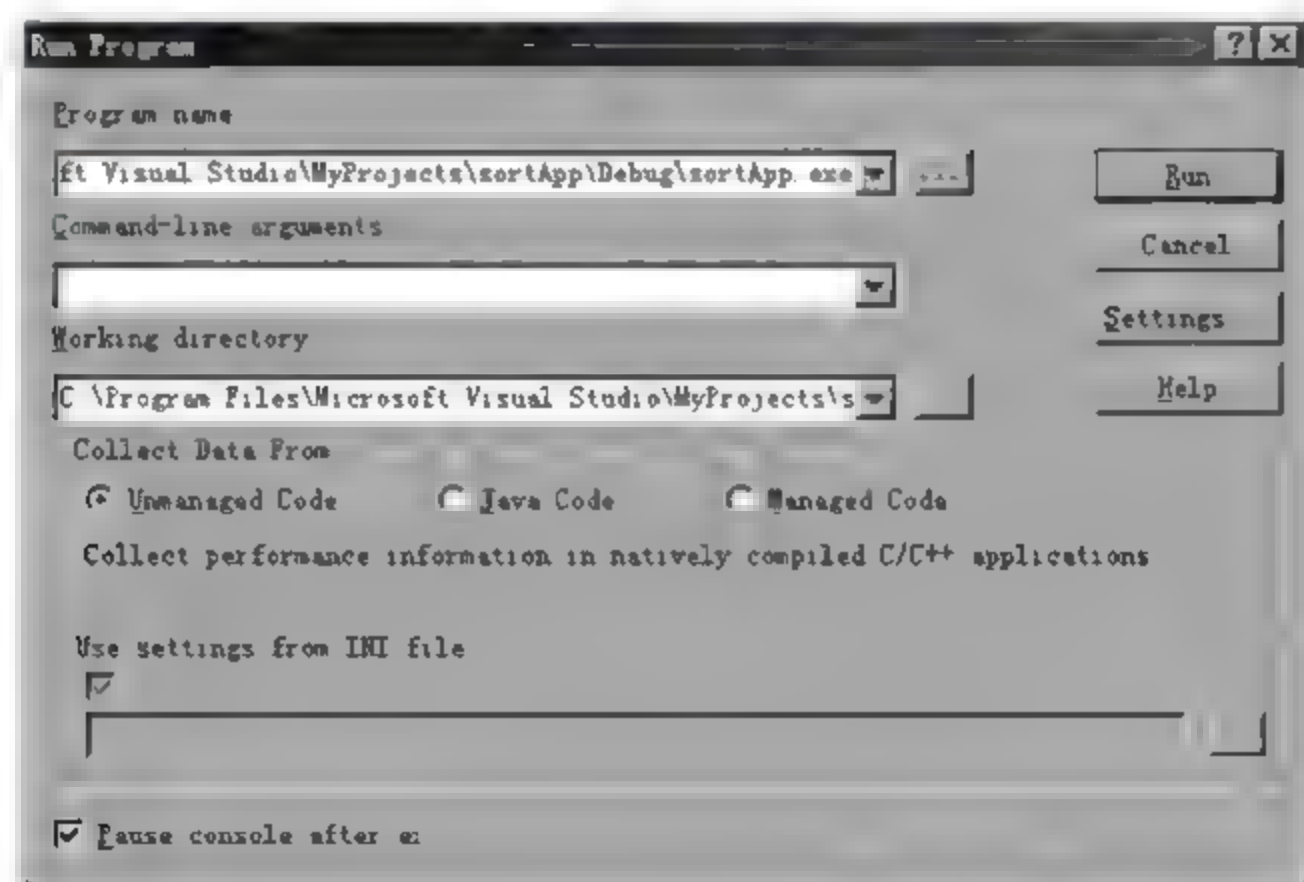 Run Program
Program name
ft Visual Studio\MyProjects\sortApp\Debug\sortApp.exe
...
Run
Command-line arguments
Cancel
Settings
Working directory
C \Program Files\Microsoft Visual Studio\MyProjects\s
Help
Collect Data From
Unmanaged Code Java Code Managed Code
Collect performance information in natively compiled C/C++ applications
Use settings from INI file
Pause console after